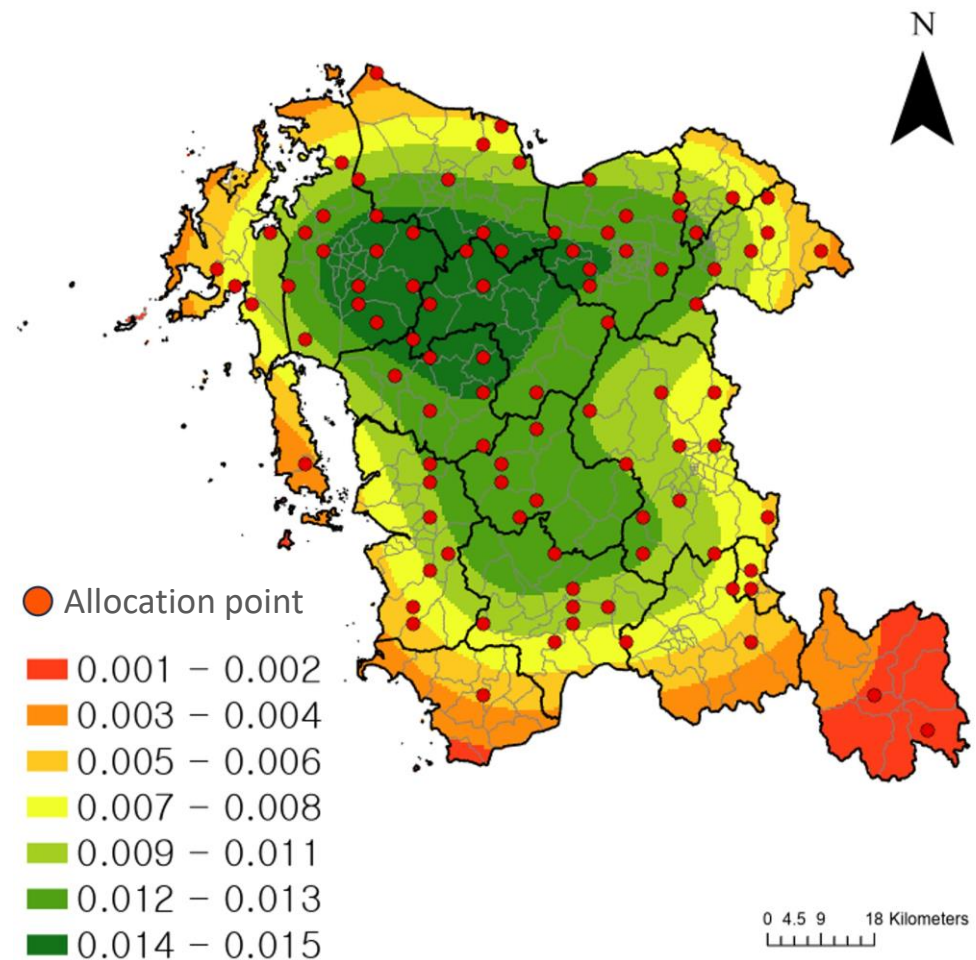 N
Allocation point
0.001 – 0.002
0.003 – 0.004
0.005 – 0.006
0.007 – 0.008
0.009 – 0.011
0.012 – 0.013
0.014 – 0.015
0 4.5 9 18 Kilometers